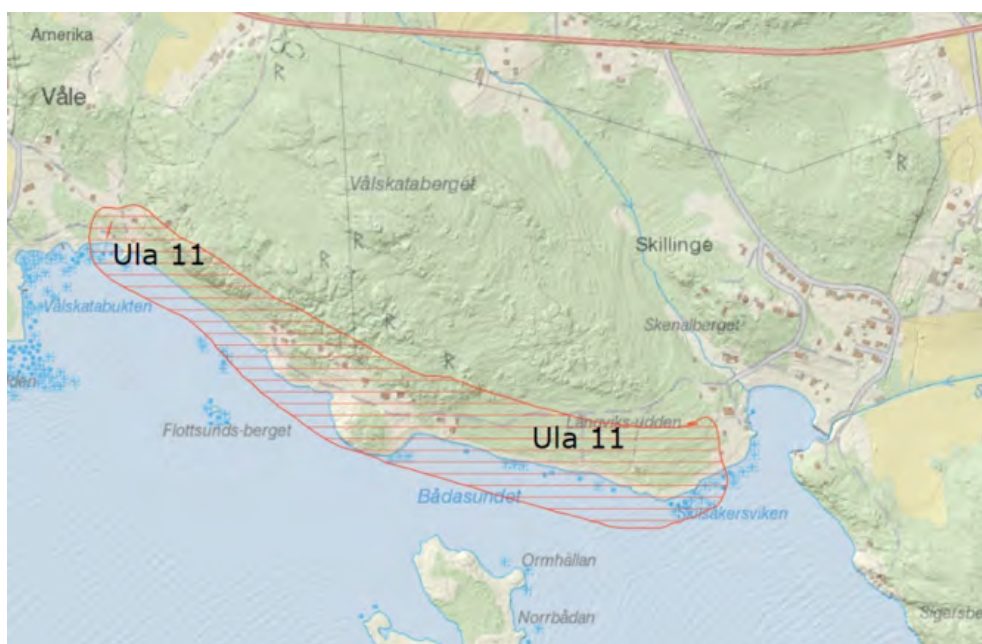 Amerika
Våle
R
R
R
Vålskataberget
Ula 11
R
Skillinge
R
Vålskatabukten
R
Skenalberget
R
Flottsunds-berget
Ula 11
Långviks-udden
Bådasundet
Ormhällan
Norrbådan